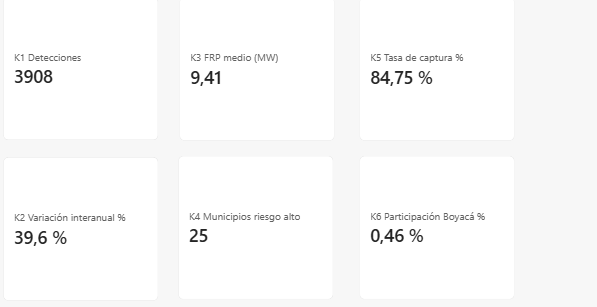 K1 Detecciones
3908
K3 FRP medio (MW)
9,41
K5 Tasa de captura %
84,75 %
K2 Variación interanual %
39,6 %
K4 Municipios riesgo alto
25
K6 Participación Boyacá %
0,46 %